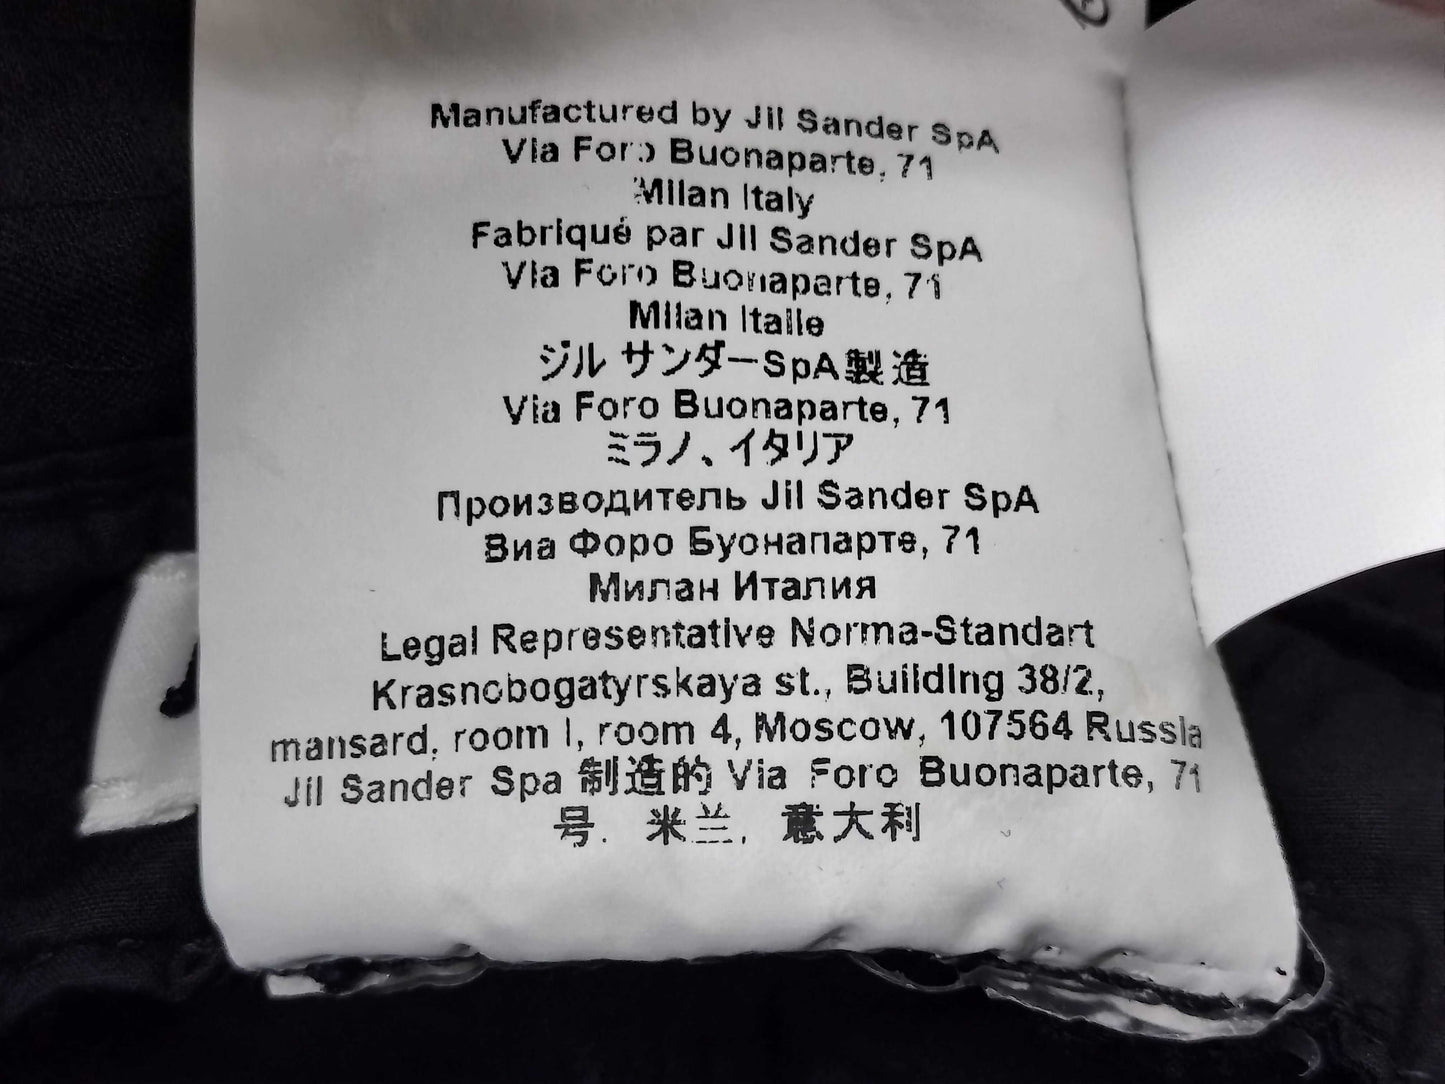 Manufactured by Jil Sander SpA
Via Foro Buonaparte, 71
Milan Italy
Fabriqué par Jil Sander SpA
Via Foro Buonaparte, 71
Milan Italie
ジル サンダーSpA製造
Via Foro Buonaparte, 71
ミラノ、イタリア
Производитель Jil Sander SpA
Виа Форо Буонапарте, 71
Милан Италия
Legal Representative Norma-Standart
Krasnobogatyrskaya st., Building 38/2,
mansard, room I, room 4, Moscow, 107564 Russia
Jil Sander Spa 制造的 Via Foro Buonaparte, 71
号. 米兰, 意大利